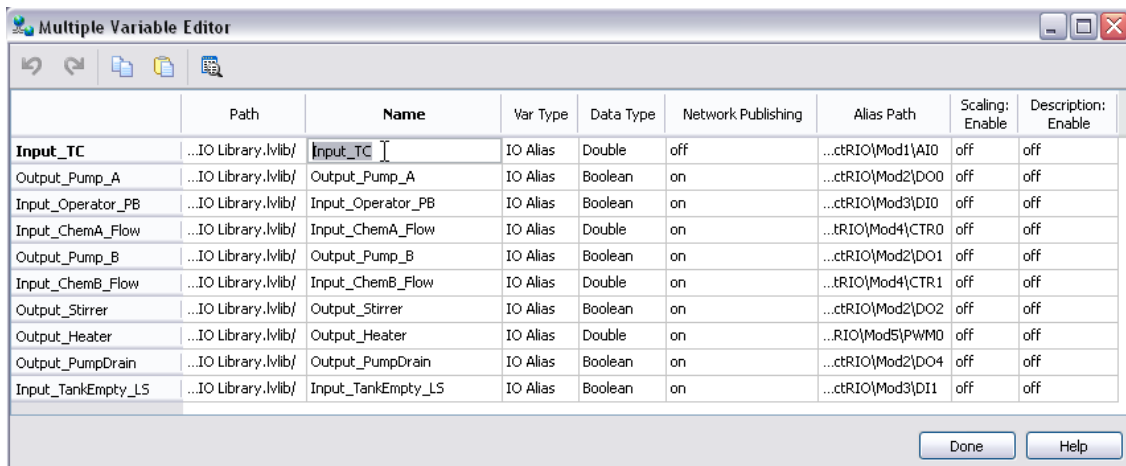 Multiple Variable Editor
Path Name Var Type Data Type Network Publishing Alias Path Scaling: Enable Description: Enable
Input_TC ...IO Library.lvlib/ Input_TC IO Alias Double off ...ctRIO\Mod1\AI0 off off
Output_Pump_A ...IO Library.lvlib/ Output_Pump_A IO Alias Boolean on ...ctRIO\Mod2\DO0 off off
Input_Operator_PB ...IO Library.lvlib/ Input_Operator_PB IO Alias Boolean on ...ctRIO\Mod3\DI0 off off
Input_ChemA_Flow ...IO Library.lvlib/ Input_ChemA_Flow IO Alias Double on ...tRIO\Mod4\CTR0 off off
Output_Pump_B ...IO Library.lvlib/ Output_Pump_B IO Alias Boolean on ...ctRIO\Mod2\DO1 off off
Input_ChemB_Flow ...IO Library.lvlib/ Input_ChemB_Flow IO Alias Double on ...tRIO\Mod4\CTR1 off off
Output_Stirrer ...IO Library.lvlib/ Output_Stirrer IO Alias Boolean on ...ctRIO\Mod2\DO2 off off
Output_Heater ...IO Library.lvlib/ Output_Heater IO Alias Double on ...RIO\Mod5\PWM0 off off
Output_PumpDrain ...IO Library.lvlib/ Output_PumpDrain IO Alias Boolean on ...ctRIO\Mod2\DO4 off off
Input_TankEmpty_LS ...IO Library.lvlib/ Input_TankEmpty_LS IO Alias Boolean on ...ctRIO\Mod3\DI1 off off
Done Help